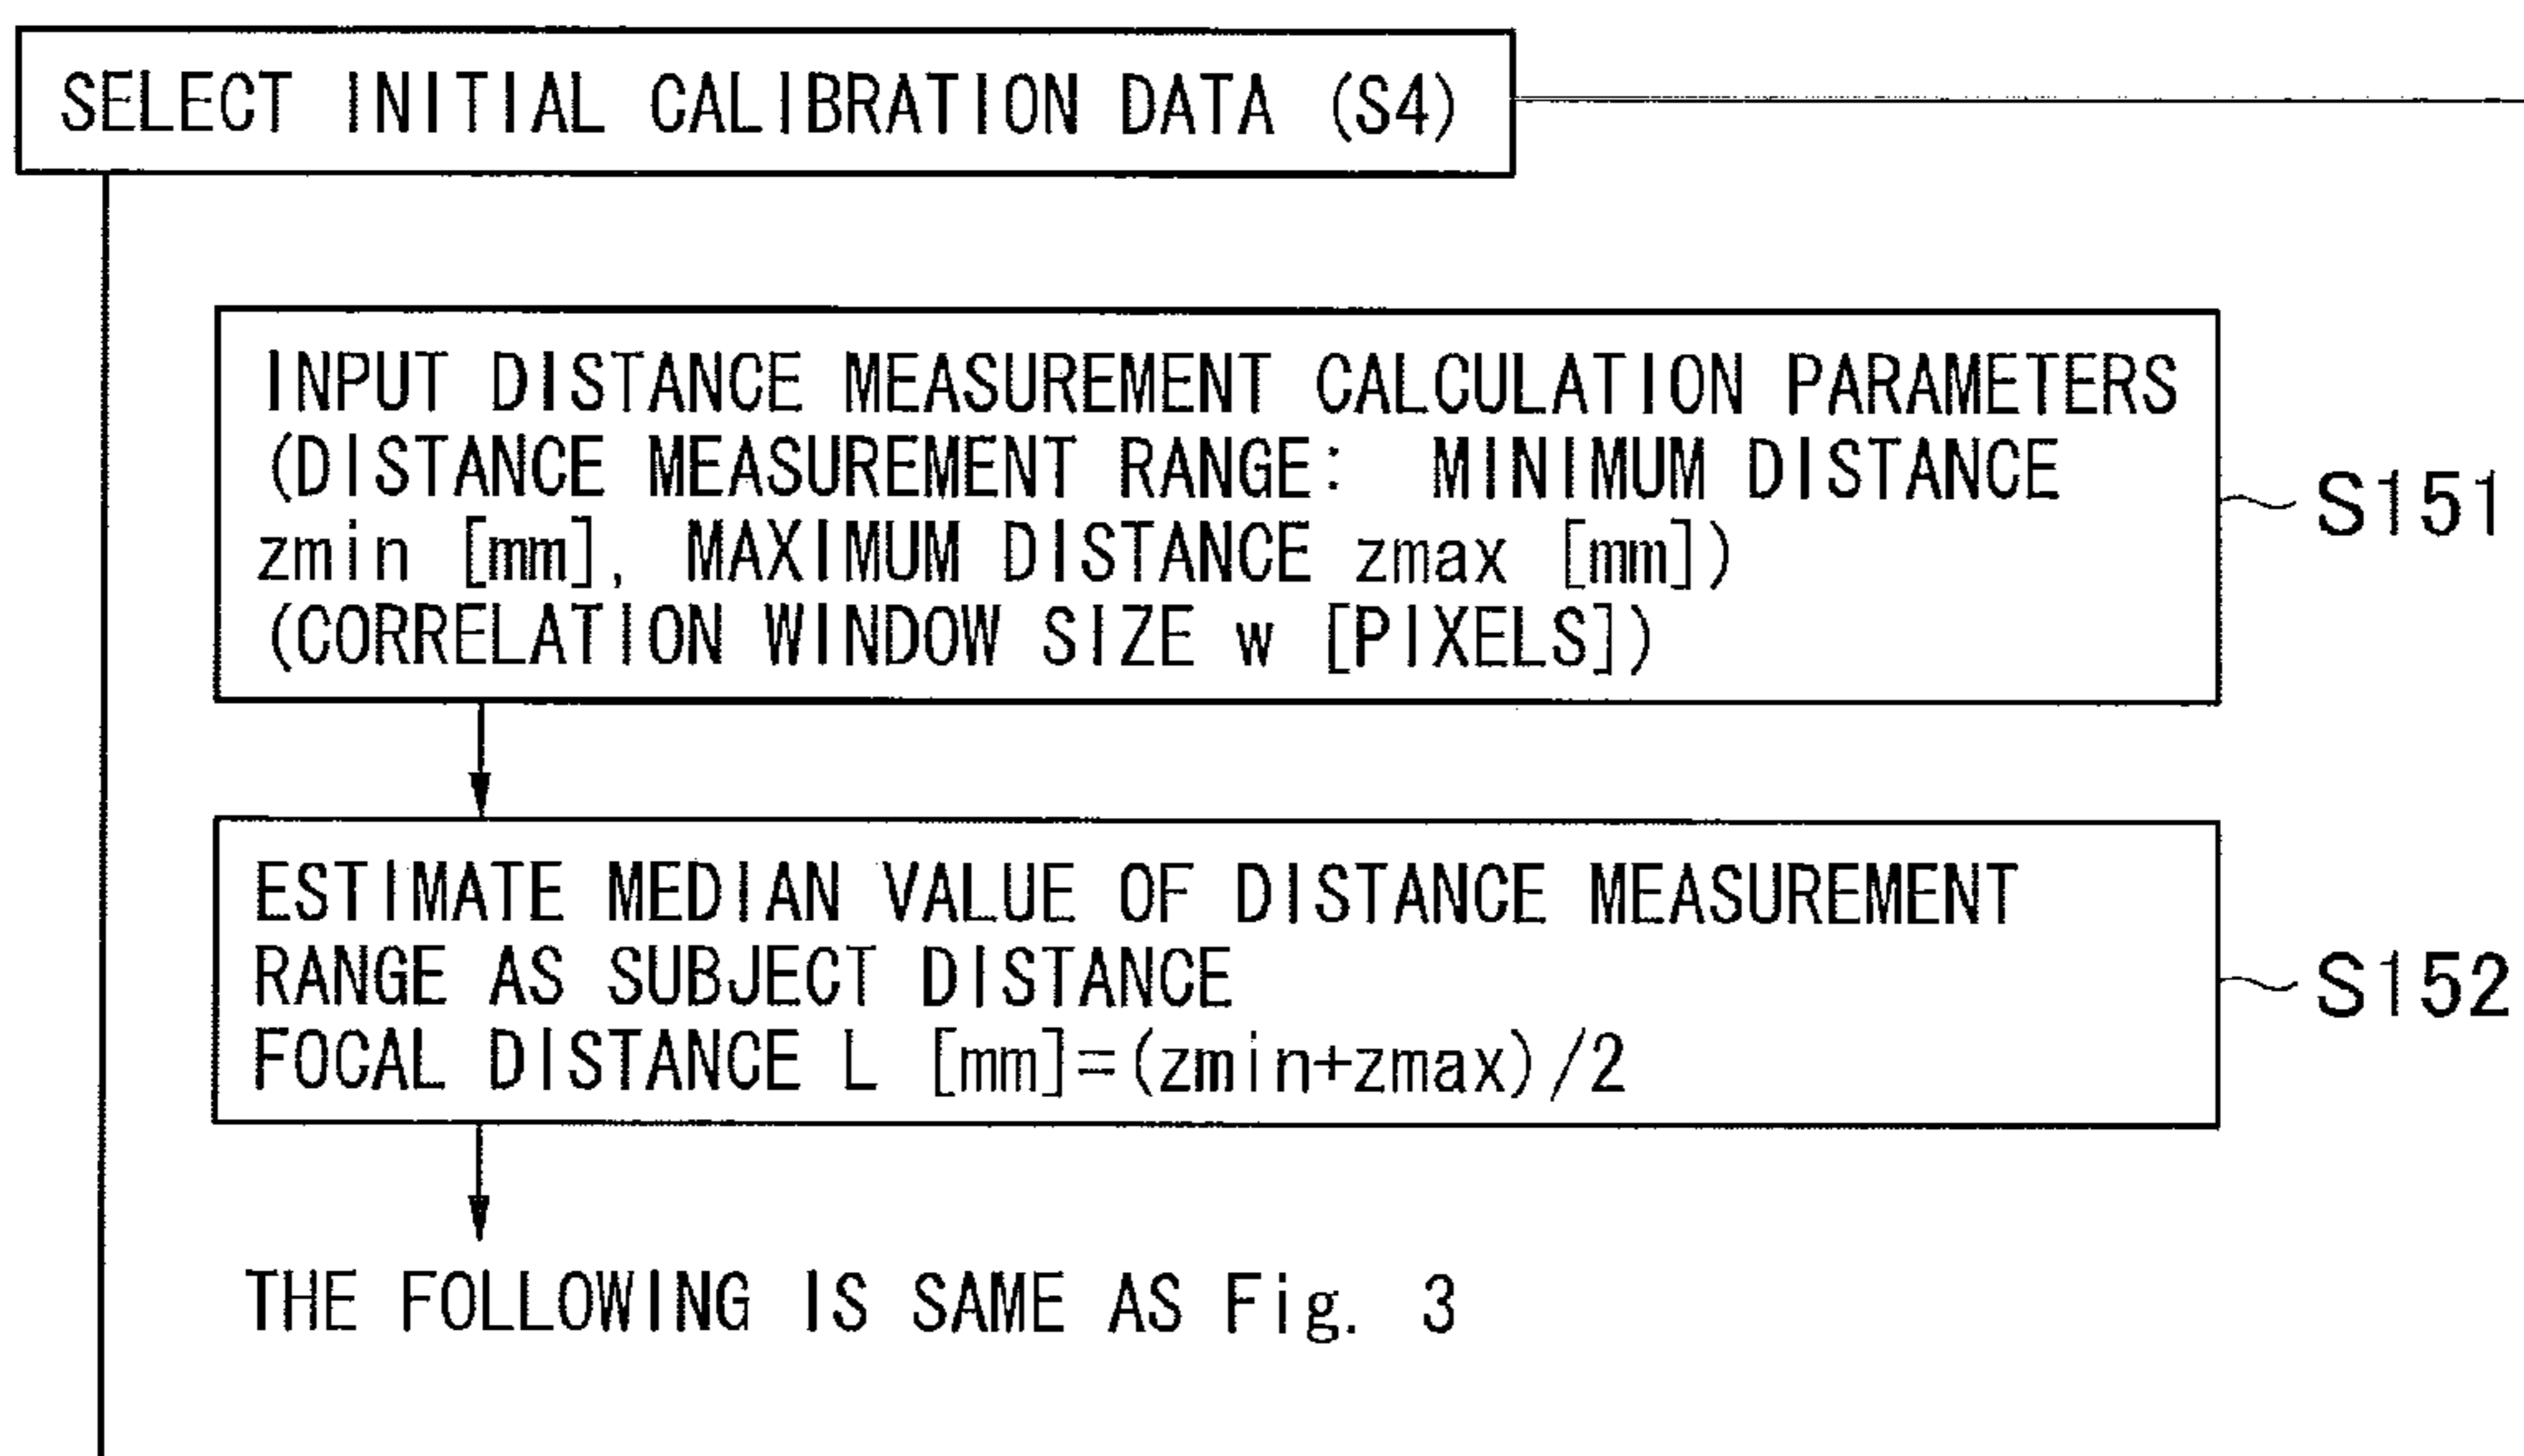 SELECT INITIAL CALIBRATION DATA (S4)
INPUT DISTANCE MEASUREMENT CALCULATION PARAMETERS
(DISTANCE MEASUREMENT RANGE: MINIMUM DISTANCE
zmin [mm], MAXIMUM DISTANCE zmax [mm])
(CORRELATION WINDOW SIZE w [PIXELS])
S151
ESTIMATE MEDIAN VALUE OF DISTANCE MEASUREMENT
RANGE AS SUBJECT DISTANCE
FOCAL DISTANCE L [mm]=(zmin+zmax)/2
S152
THE FOLLOWING IS SAME AS Fig. 3